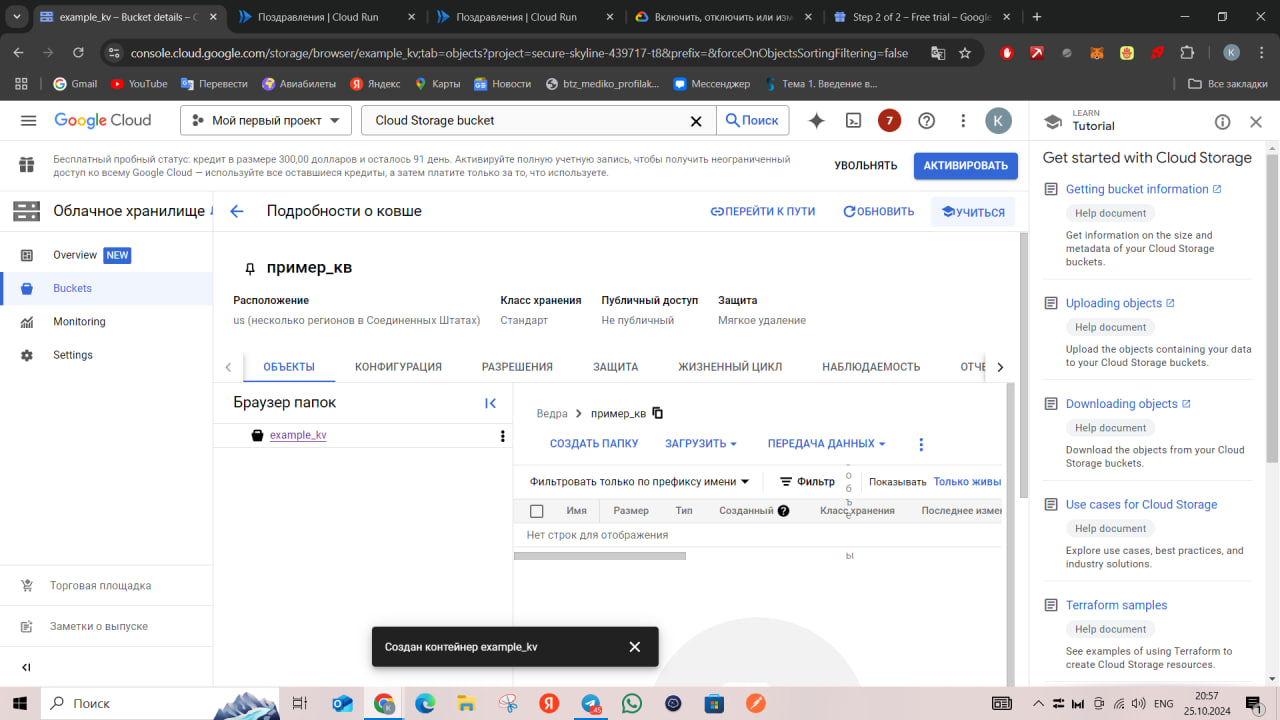 example_kv – Bucket details – C
Поздравления | Cloud Run
Поздравления | Cloud Run
Включить, отключить или изм
Step 2 of 2 – Free trial – Google
console.cloud.google.com/storage/browser/example_kvtab=objects?project=secure-skyline-439717-t8&prefix=&forceOnObjectsSortingFiltering=false
K
Gmail
YouTube
Перевести
Авиабилеты
Яндекс
Карты
Новости
btz_mediko_profilak...
Мессенджер
Тема 1. Введение в...
Все закладки
Google Cloud
Мой первый проект
Cloud Storage bucket
Поиск
7
K
LEARN
Tutorial
Бесплатный пробный статус: кредит в размере 300,00 долларов и осталось 91 день. Активируйте полную учетную запись, чтобы получить неограниченный
доступ ко всему Google Cloud — используйте все оставшиеся кредиты, а затем платите только за то, что используете.
УВОЛЬНЯТЬ
АКТИВИРОВАТЬ
Облачное хранилище
Подробности о ковше
ПЕРЕЙТИ К ПУТИ
ОБНОВИТЬ
УЧИТЬСЯ
Overview
NEW
Buckets
Monitoring
Settings
Торговая площадка
Заметки о выпуске
пример_кв
Расположение
Класс хранения
Публичный доступ
Защита
us (несколько регионов в Соединенных Штатах)
Стандарт
Не публичный
Мягкое удаление
ОБЪЕКТЫ
КОНФИГУРАЦИЯ
РАЗРЕШЕНИЯ
ЗАЩИТА
ЖИЗНЕННЫЙ ЦИКЛ
НАБЛЮДАЕМОСТЬ
ОТЧЕ
Браузер папок
example_kv
Ведра
пример_кв
СОЗДАТЬ ПАПКУ
ЗАГРУЗИТЬ
ПЕРЕДАЧА ДАННЫХ
Фильтровать только по префиксу имени
Фильтр
о
б
ъ
е
ы
Показывать
Только живы
Имя
Размер
Тип
Созданный
Класс хранения
Последнее измен
Нет строк для отображения
Создан контейнер example_kv
Get started with Cloud Storage
Getting bucket information
Help document
Get information on the size and
metadata of your Cloud Storage
buckets.
Uploading objects
Help document
Upload the objects containing your data
to your Cloud Storage buckets.
Downloading objects
Help document
Download the objects from your Cloud
Storage buckets.
Use cases for Cloud Storage
Help document
Explore use cases, best practices, and
industry solutions.
Terraform samples
Help document
See examples of using Terraform to
create Cloud Storage resources.
Поиск
45
ENG
20:57
25.10.2024
1